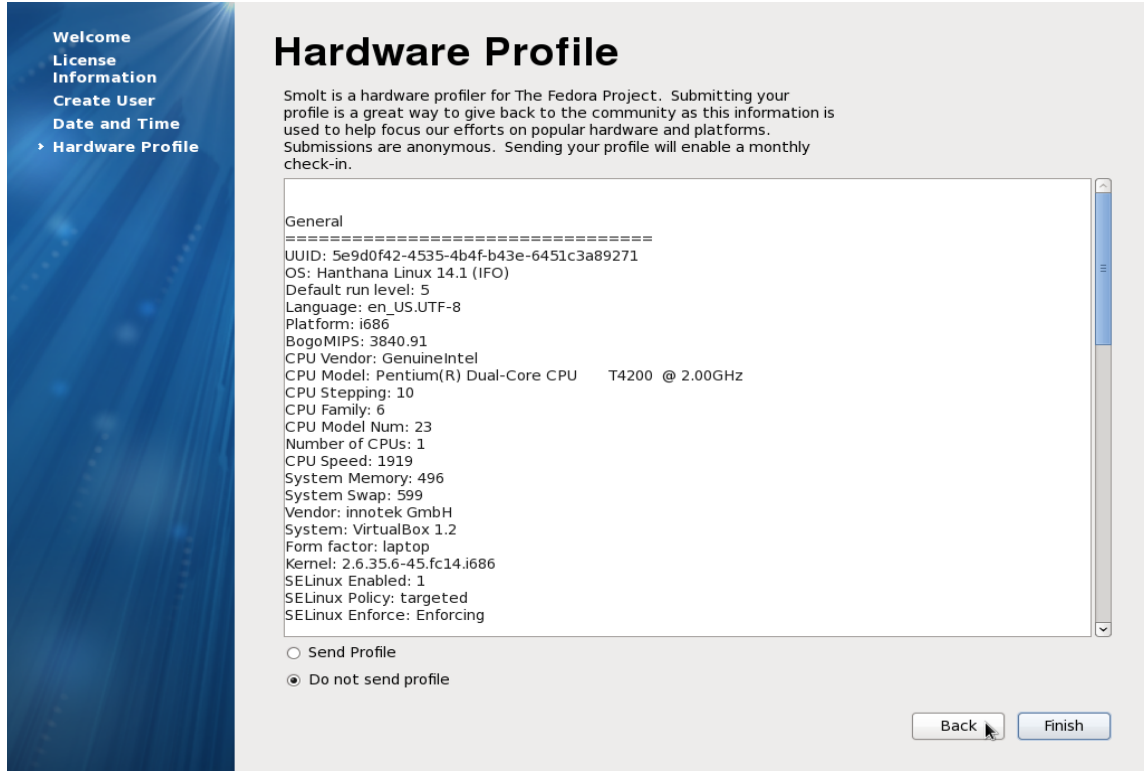 Welcome
License
Information
Create User
Date and Time
Hardware Profile
Hardware Profile
Smolt is a hardware profiler for The Fedora Project.  Submitting your
profile is a great way to give back to the community as this information is
used to help focus our efforts on popular hardware and platforms.
Submissions are anonymous.  Sending your profile will enable a monthly
check-in.
General
=================================
UUID: 5e9d0f42-4535-4b4f-b43e-6451c3a89271
OS: Hanthana Linux 14.1 (IFO)
Default run level: 5
Language: en_US.UTF-8
Platform: i686
BogoMIPS: 3840.91
CPU Vendor: GenuineIntel
CPU Model: Pentium(R) Dual-Core CPU       T4200  @ 2.00GHz
CPU Stepping: 10
CPU Family: 6
CPU Model Num: 23
Number of CPUs: 1
CPU Speed: 1919
System Memory: 496
System Swap: 599
Vendor: innotek GmbH
System: VirtualBox 1.2
Form factor: laptop
Kernel: 2.6.35.6-45.fc14.i686
SELinux Enabled: 1
SELinux Policy: targeted
SELinux Enforce: Enforcing
Send Profile
Do not send profile
Back
Finish